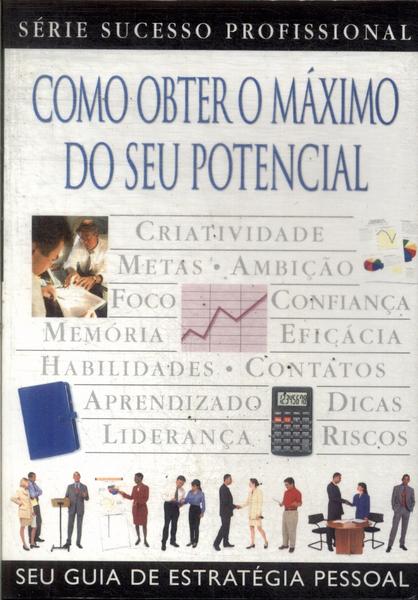 SÉRIE SUCESSO PROFISSIONAL
COMO OBTER O MÁXIMO
DO SEU POTENCIAL
CRIATIVIDADE
METAS • AMBIÇÃO
FOCO CONFIANÇA
MEMÓRIA EFICÁCIA
HABILIDADES • CONTATOS
APRENDIZADO DICAS
LIDERANÇA RISCOS
SEU GUIA DE ESTRATÉGIA PESSOAL